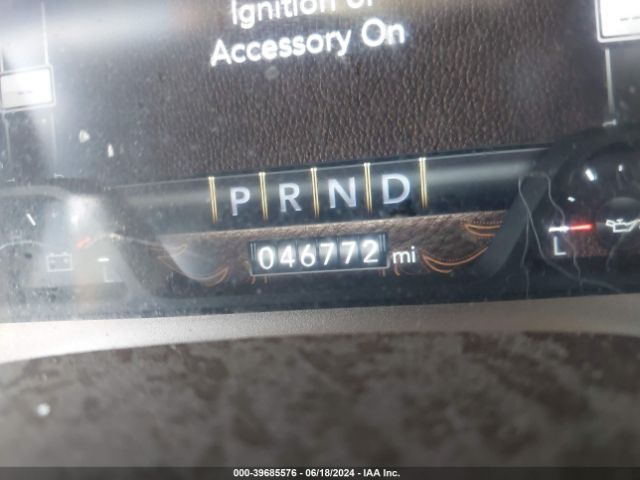 Ignition or
Accessory On
P R N D
046772 mi
L
L
000-39685576 - 06/18/2024 - IAA Inc.